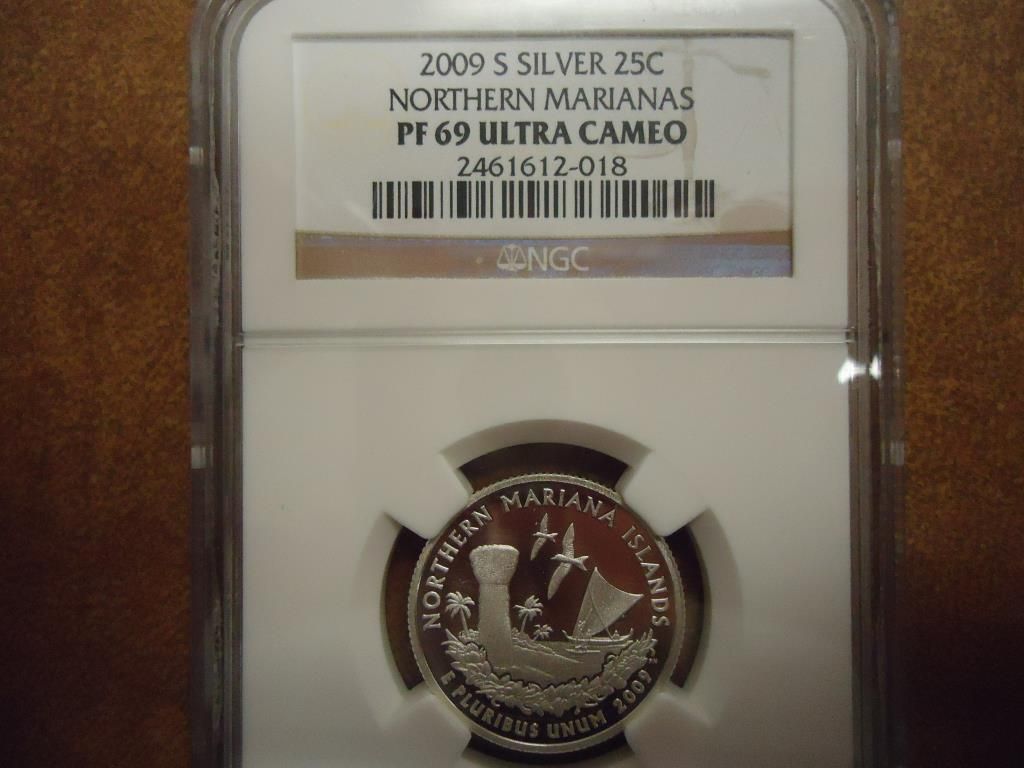 2009 S SILVER 25C
NORTHERN MARIANAS
PF 69 ULTRA CAMEO
2461612-018
NGC
NORTHERN MARIANA ISLANDS
E PLURIBUS UNUM 2009